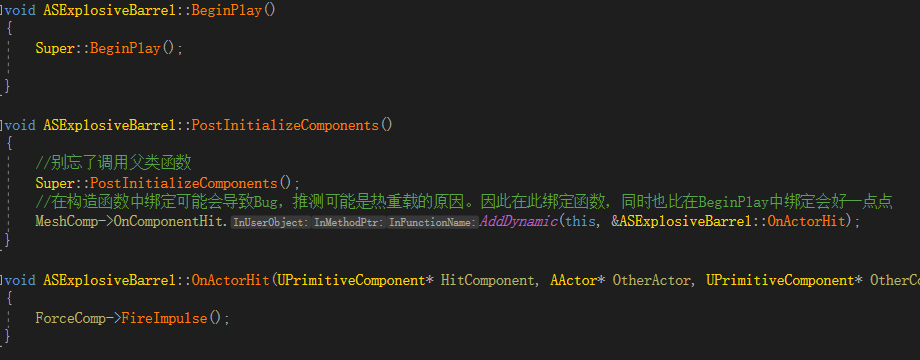 void ASExplosiveBarrel::BeginPlay()
{
Super::BeginPlay();
}
void ASExplosiveBarrel::PostInitializeComponents()
{
//别忘了调用父类函数
Super::PostInitializeComponents();
//在构造函数中绑定可能会导致Bug，推测可能是热重载的原因。因此在此绑定函数，同时也比在BeginPlay中绑定会好一点点
MeshComp->OnComponentHit.InUserObject:InMethodPtr:InFunctionName:AddDynamic(this, &ASExplosiveBarrel::OnActorHit);
}
void ASExplosiveBarrel::OnActorHit(UPrimitiveComponent* HitComponent, AActor* OtherActor, UPrimitiveComponent* OtherCo
{
ForceComp->FireImpulse();
}